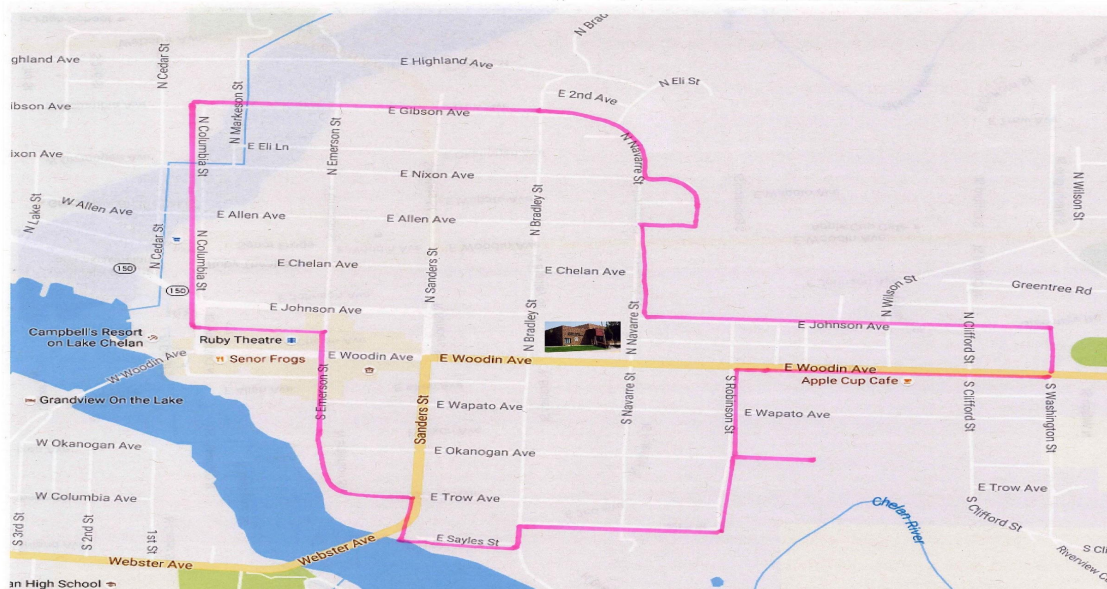 N Cedar St
N Markeson St
N Brad
ghland Ave
E Highland Ave
N Eli St
E 2nd Ave
ibson Ave
E Gibson Ave
N Columbia St
N Emerson St
E Eli Ln
N Navarre St
ixon Ave
E Nixon Ave
N Wilson St
N Lake St
W Allen Ave
E Allen Ave
E Allen Ave
N Bradley St
N Cedar St
N Columbia St
N Sanders St
E Chelan Ave
E Chelan Ave
150
150
Greentree Rd
N Wilson St
E Johnson Ave
N Bradley St
N Navarre St
E Johnson Ave
N Clifford St
Campbell's Resort
on Lake Chelan
Ruby Theatre
Senor Frogs
W Woodin Ave
E Woodin Ave
E Woodin Ave
E Woodin Ave
Apple Cup Cafe
Grandview On the Lake
S Emerson St
Sanders St
E Wapato Ave
S Navarre St
S Robinson St
E Wapato Ave
S Clifford St
S Washington St
W Okanogan Ave
E Okanogan Ave
W Columbia Ave
E Trow Ave
E Trow Ave
Chelan River
S Clifford St
S 3rd St
S 2nd St
S 1st St
E Sayles St
Webster Ave
Webster Ave
S Cli
Riverview C
an High School